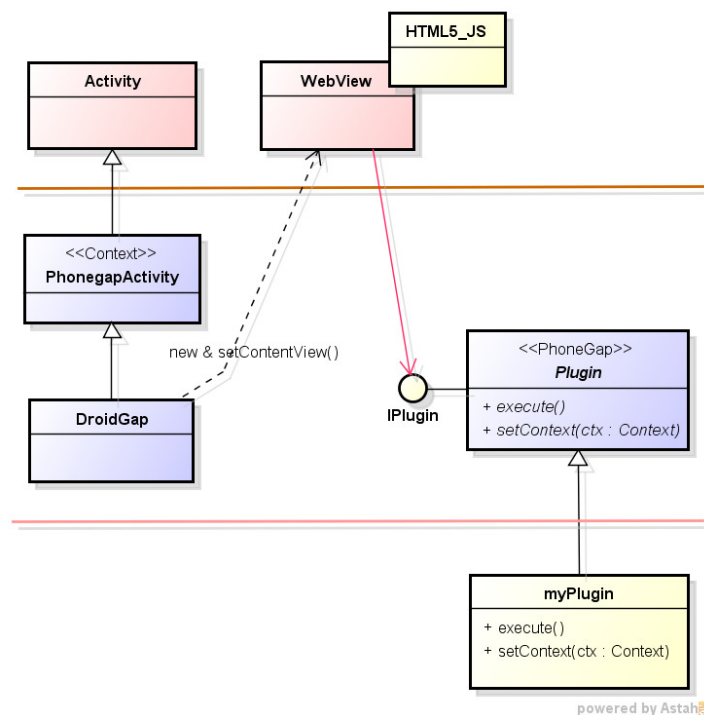 HTML5_JS
Activity
WebView
<<Context>>
PhonegapActivity
new & setContentView()
<<PhoneGap>>
Plugin
+ execute()
+ setContext(ctx : Context)
IPlugin
DroidGap
myPlugin
+ execute()
+ setContext(ctx : Context)
powered by Astah